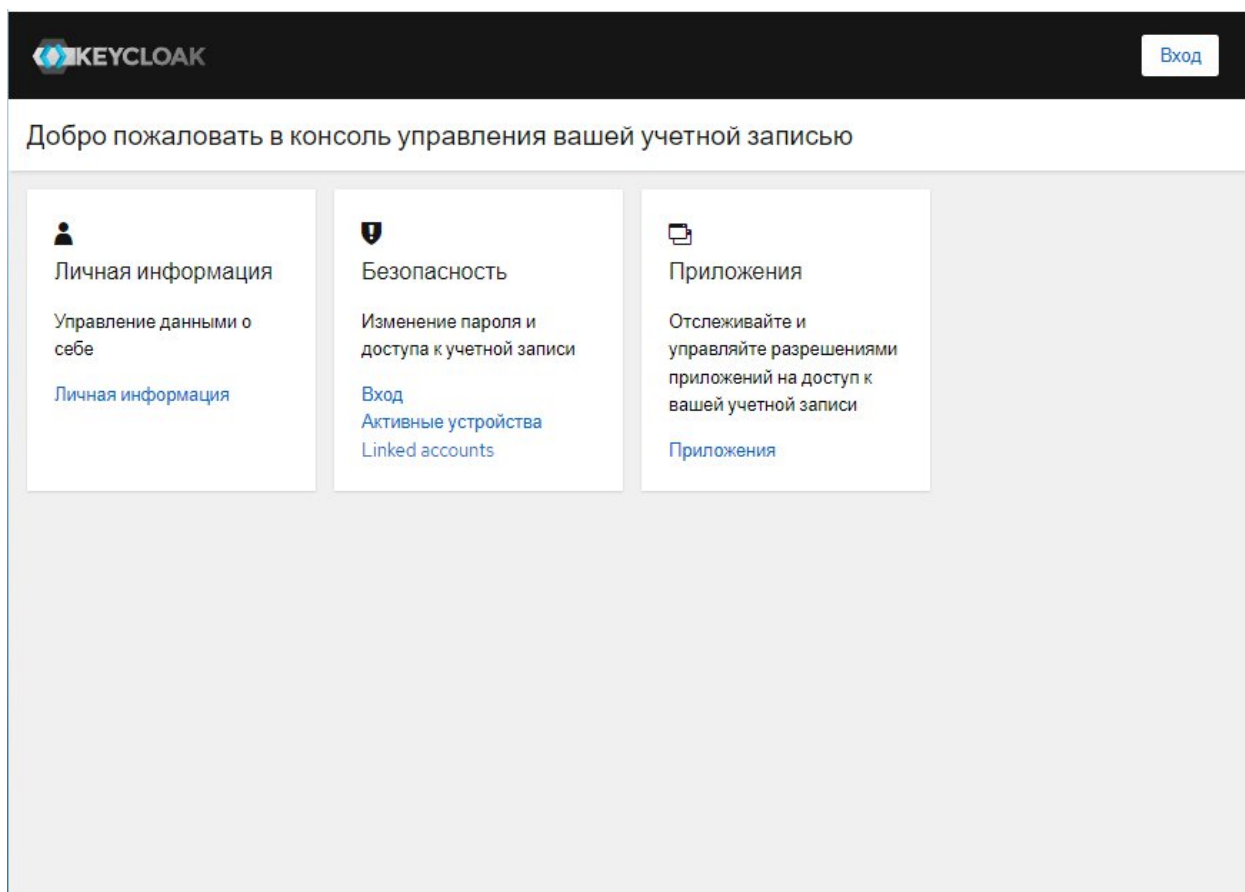 KEYCLOAK
Вход
Добро пожаловать в консоль управления вашей учетной записью
Личная информация
Управление данными о
себе
Личная информация
Безопасность
Изменение пароля и
доступа к учетной записи
Вход
Активные устройства
Linked accounts
Приложения
Отслеживайте и
управляйте разрешениями
приложений на доступ к
вашей учетной записи
Приложения